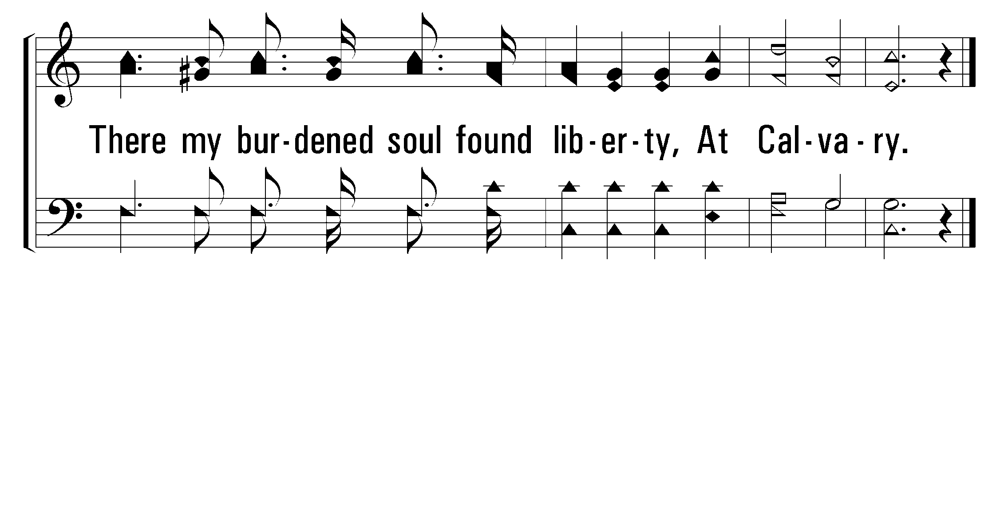 There my bur-dened soul found lib-er-ty, At Cal-va-ry.